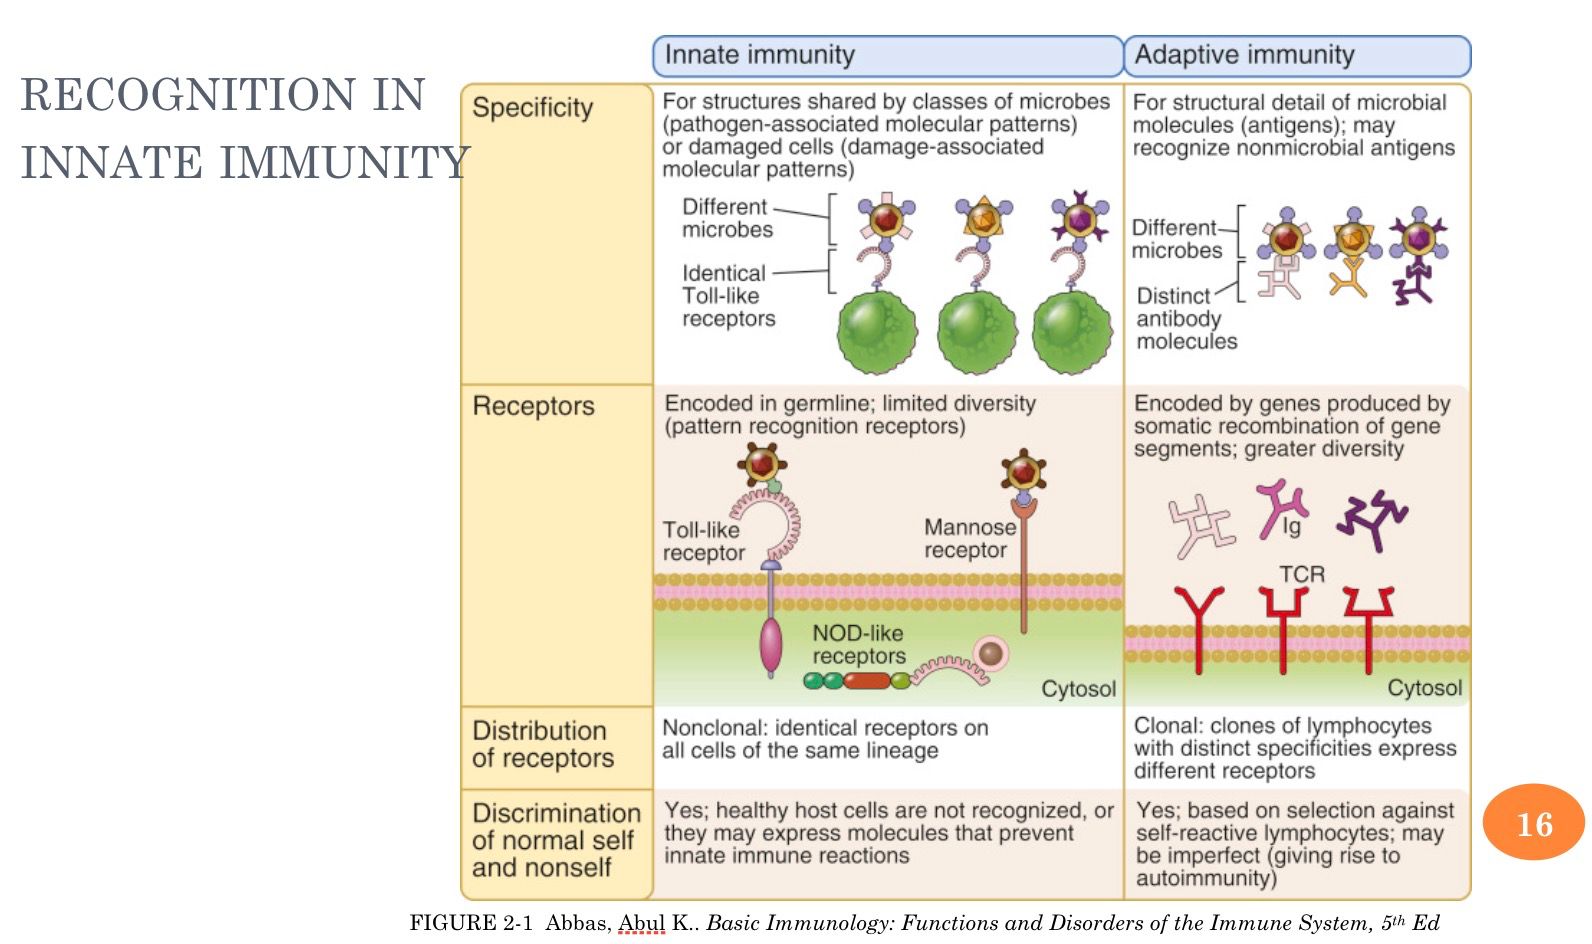 RECOGNITION IN
INNATE IMMUNITY
Innate immunity
Adaptive immunity
Specificity
For structures shared by classes of microbes
(pathogen-associated molecular patterns)
or damaged cells (damage-associated
molecular patterns)
Different
microbes
Identical
Toll-like
receptors
For structural detail of microbial
molecules (antigens); may
recognize nonmicrobial antigens
Different
microbes
Distinct
antibody
molecules
Receptors
Encoded in germline; limited diversity
(pattern recognition receptors)
Toll-like
receptor
Mannose
receptor
NOD-like
receptors
Cytosol
Encoded by genes produced by
somatic recombination of gene
segments; greater diversity
Ig
TCR
Cytosol
Distribution
of receptors
Nonclonal: identical receptors on
all cells of the same lineage
Clonal: clones of lymphocytes
with distinct specificities express
different receptors
Discrimination
of normal self
and nonself
Yes; healthy host cells are not recognized, or
they may express molecules that prevent
innate immune reactions
Yes; based on selection against
self-reactive lymphocytes; may
be imperfect (giving rise to
autoimmunity)
16
FIGURE 2-1 Abbas, Abul K.. Basic Immunology: Functions and Disorders of the Immune System, 5th Ed